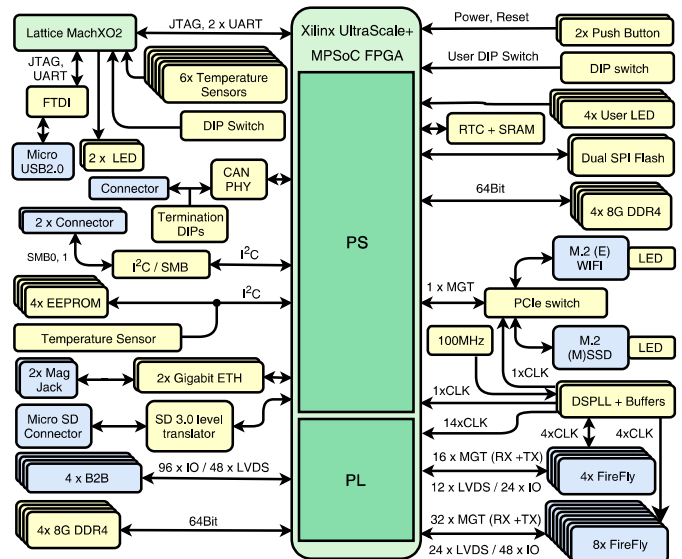 Lattice MachXO2
JTAG, 2 x UART
Xilinx UltraScale+
MPSoC FPGA
Power, Reset
2x Push Button
JTAG,
UART
6x Temperature
Sensors
User DIP Switch
DIP switch
FTDI
DIP Switch
PS
4x User LED
RTC + SRAM
Micro
USB2.0
2 x LED
Dual SPI Flash
Connector
CAN
PHY
Termination
DIPs
64Bit
4x 8G DDR4
2 x Connector
SMB0, 1
I²C / SMB
I²C
M.2 (E)
WIFI
LED
4x EEPROM
I²C
1 x MGT
PCIe switch
Temperature Sensor
100MHz
M.2
(M)SSD
LED
1xCLK
2x Mag
Jack
2x Gigabit ETH
1xCLK
DSPLL + Buffers
Micro SD
Connector
SD 3.0 level
translator
14xCLK
4xCLK
4xCLK
4 x B2B
96 x IO / 48 x LVDS
PL
16 x MGT (RX +TX)
12 x LVDS / 24 x IO
4x FireFly
4x 8G DDR4
64Bit
32 x MGT (RX +TX)
24 x LVDS / 48 x IO
8x FireFly